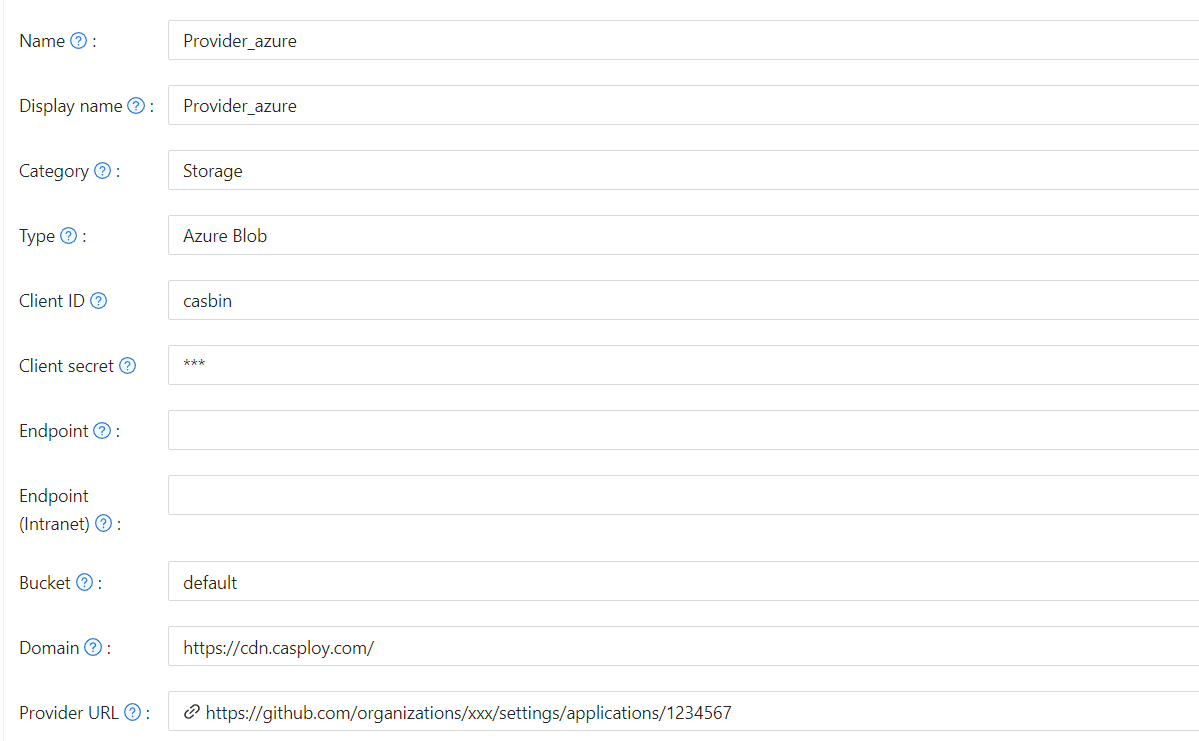 Name ? : Provider_azure
Display name ? : Provider_azure
Category ? : Storage
Type ? : Azure Blob
Client ID ? casbin
Client secret ? ***
Endpoint ? :
Endpoint
(Intranet) ? :
Bucket ? : default
Domain ? : https://cdn.casploy.com/
Provider URL ? : https://github.com/organizations/xxx/settings/applications/1234567